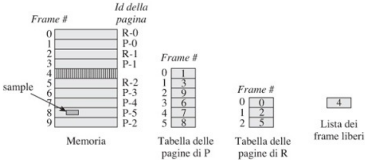 Frame #
Id della pagina
0 R-0
1 P-0
2 R-1
3 P-1
4
5 R-2
6 P-3
7 P-4
8 P-5
9 P-2
sample
Memoria
Frame #
0 1
1 3
2 9
3 6
4 7
5 8
Tabella delle
pagine di P
Frame #
0 0
1 2
2 5
Tabella delle
pagine di R
4
Lista dei
frame liberi